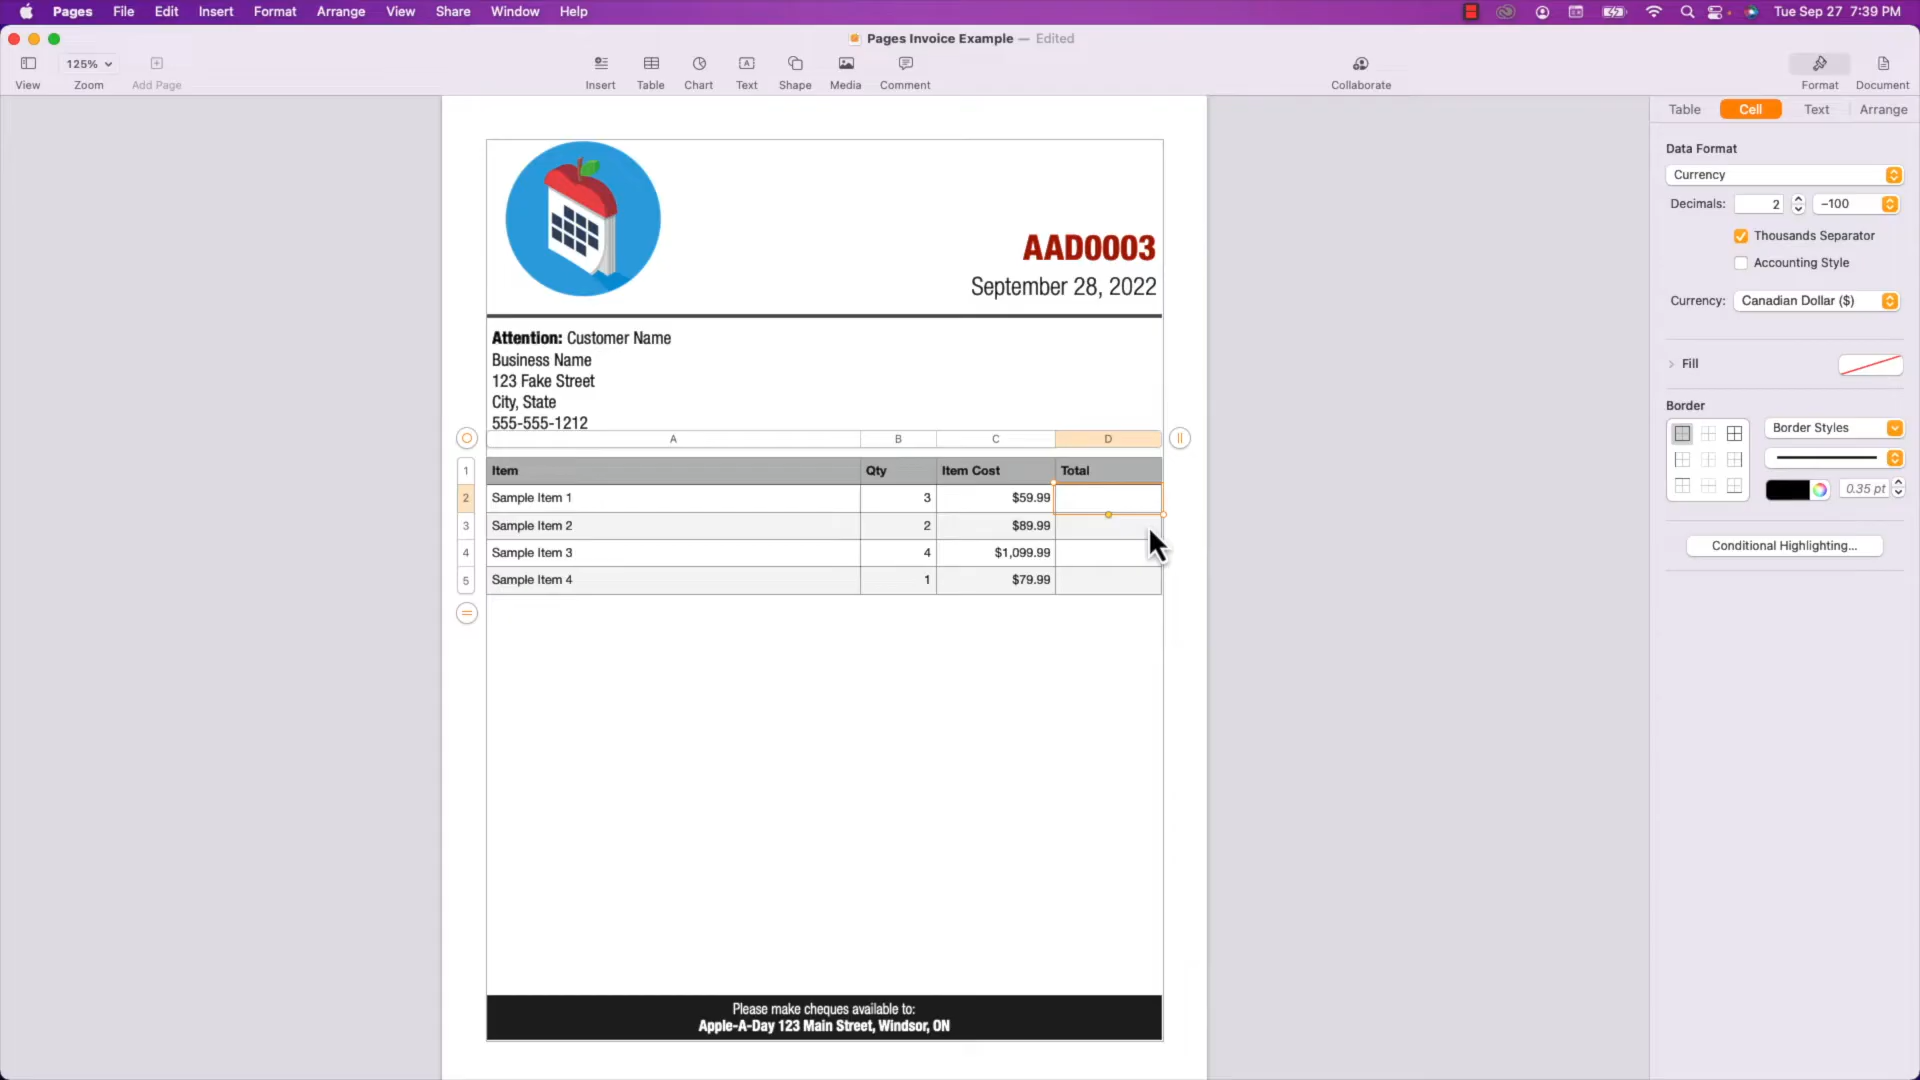 Pages File Edit Insert Format Arrange View Share Window Help Tue Sep 27 7:39 PM
Pages Invoice Example — Edited
125%
View Zoom Add Page Insert Table Chart Text Shape Media Comment Collaborate Format Document
Table Cell Text Arrange
Data Format
Currency
Decimals: 2 -100
Thousands Separator
Accounting Style
Currency: Canadian Dollar ($)
Fill
Border
Border Styles
0.35 pt
Conditional Highlighting...
AAD0003
September 28, 2022
Attention: Customer Name
Business Name
123 Fake Street
City, State
555-555-1212
A B C D
1 Item Qty Item Cost Total
2 Sample Item 1 3 $59.99
3 Sample Item 2 2 $89.99
4 Sample Item 3 4 $1,099.99
5 Sample Item 4 1 $79.99
Please make cheques available to:
Apple-A-Day 123 Main Street, Windsor, ON